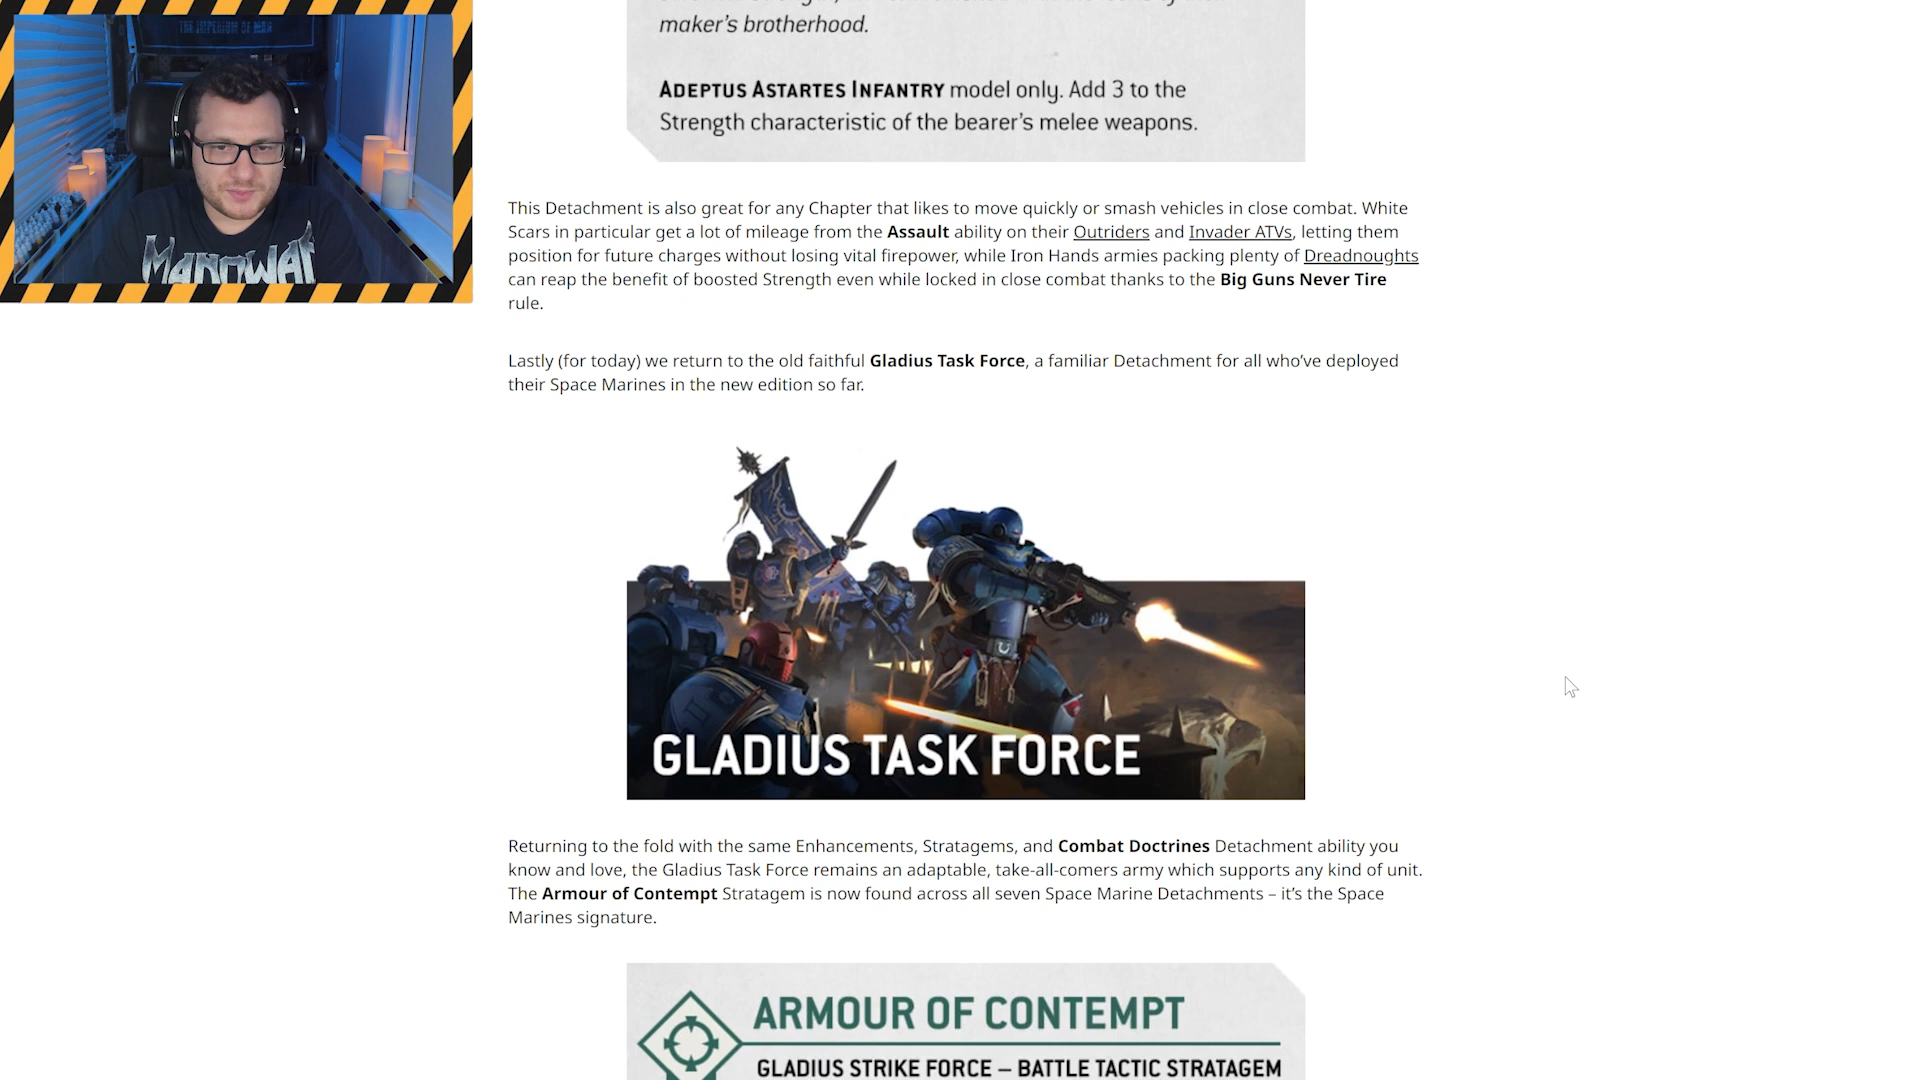 THE IMPERIUM OF MAN
MANOWAR
maker's brotherhood.
ADEPTUS ASTARTES INFANTRY model only. Add 3 to the
Strength characteristic of the bearer's melee weapons.
This Detachment is also great for any Chapter that likes to move quickly or smash vehicles in close combat. White
Scars in particular get a lot of mileage from the Assault ability on their Outriders and Invader ATVs, letting them
position for future charges without losing vital firepower, while Iron Hands armies packing plenty of Dreadnoughts
can reap the benefit of boosted Strength even while locked in close combat thanks to the Big Guns Never Tire
rule.
Lastly (for today) we return to the old faithful Gladius Task Force, a familiar Detachment for all who've deployed
their Space Marines in the new edition so far.
GLADIUS TASK FORCE
Returning to the fold with the same Enhancements, Stratagems, and Combat Doctrines Detachment ability you
know and love, the Gladius Task Force remains an adaptable, take-all-comers army which supports any kind of unit.
The Armour of Contempt Stratagem is now found across all seven Space Marine Detachments – it's the Space
Marines signature.
ARMOUR OF CONTEMPT
GLADIUS STRIKE FORCE – BATTLE TACTIC STRATAGEM